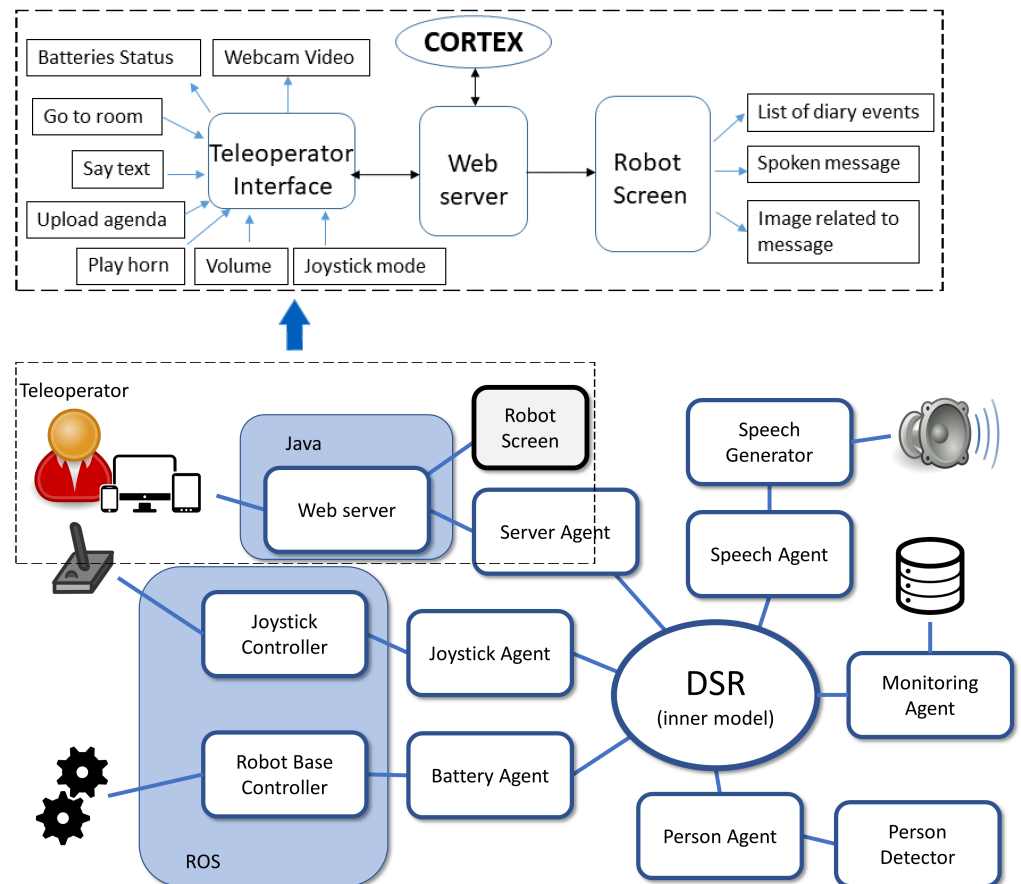 CORTEX
Batteries Status
Webcam Video
Go to room
Say text
Upload agenda
Play horn
Volume
Joystick mode
Teleoperator
Interface
Web
server
Robot
Screen
List of diary events
Spoken message
Image related to
message
Teleoperator
Java
Web server
Robot
Screen
Server Agent
Speech
Generator
Speech Agent
Joystick
Controller
Joystick Agent
DSR
(inner model)
Monitoring
Agent
Robot Base
Controller
Battery Agent
Person Agent
Person
Detector
ROS